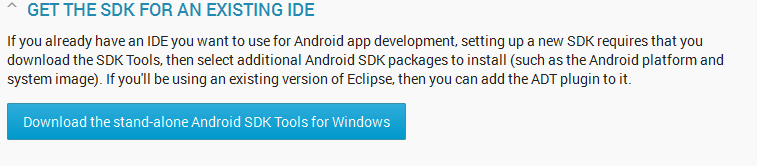 GET THE SDK FOR AN EXISTING IDE
If you already have an IDE you want to use for Android app development, setting up a new SDK requires that you
download the SDK Tools, then select additional Android SDK packages to install (such as the Android platform and
system image). If you'll be using an existing version of Eclipse, then you can add the ADT plugin to it.
Download the stand-alone Android SDK Tools for Windows